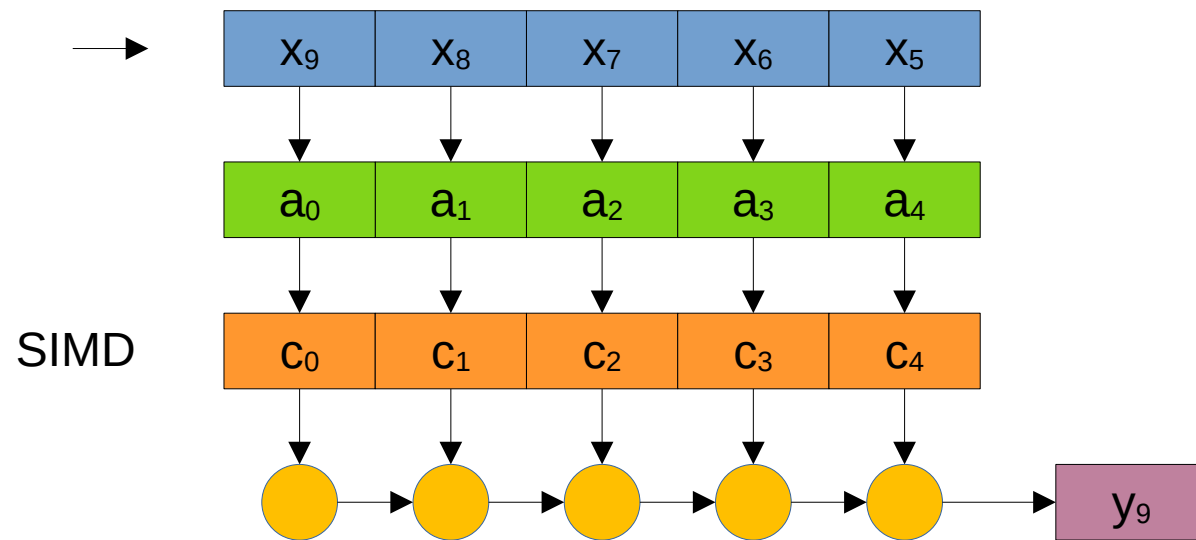 x₉ x₈ x₇ x₆ x₅
a₀ a₁ a₂ a₃ a₄
SIMD c₀ c₁ c₂ c₃ c₄
y₉